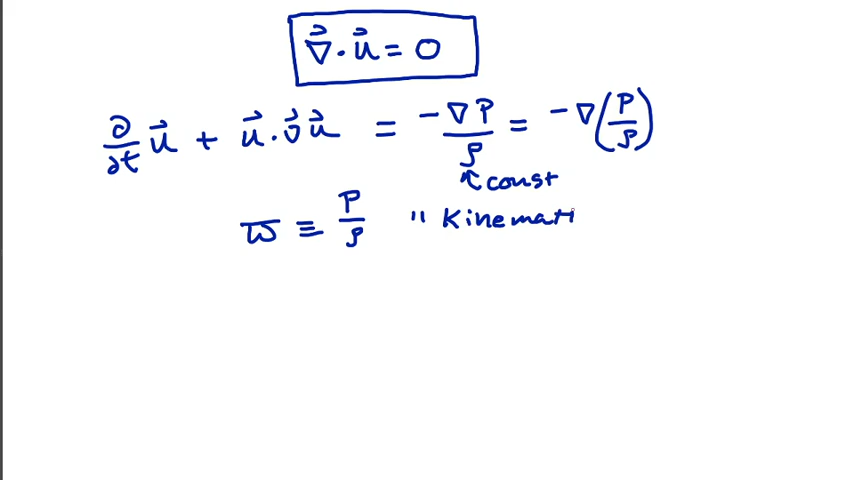 ∇⃗ · u⃗ = 0
∂/∂t u⃗ + u⃗ · ∇⃗ u⃗ = -∇P/ρ = -∇(P/ρ)
↖ const
ϖ ≡ P/ρ " Kinemati